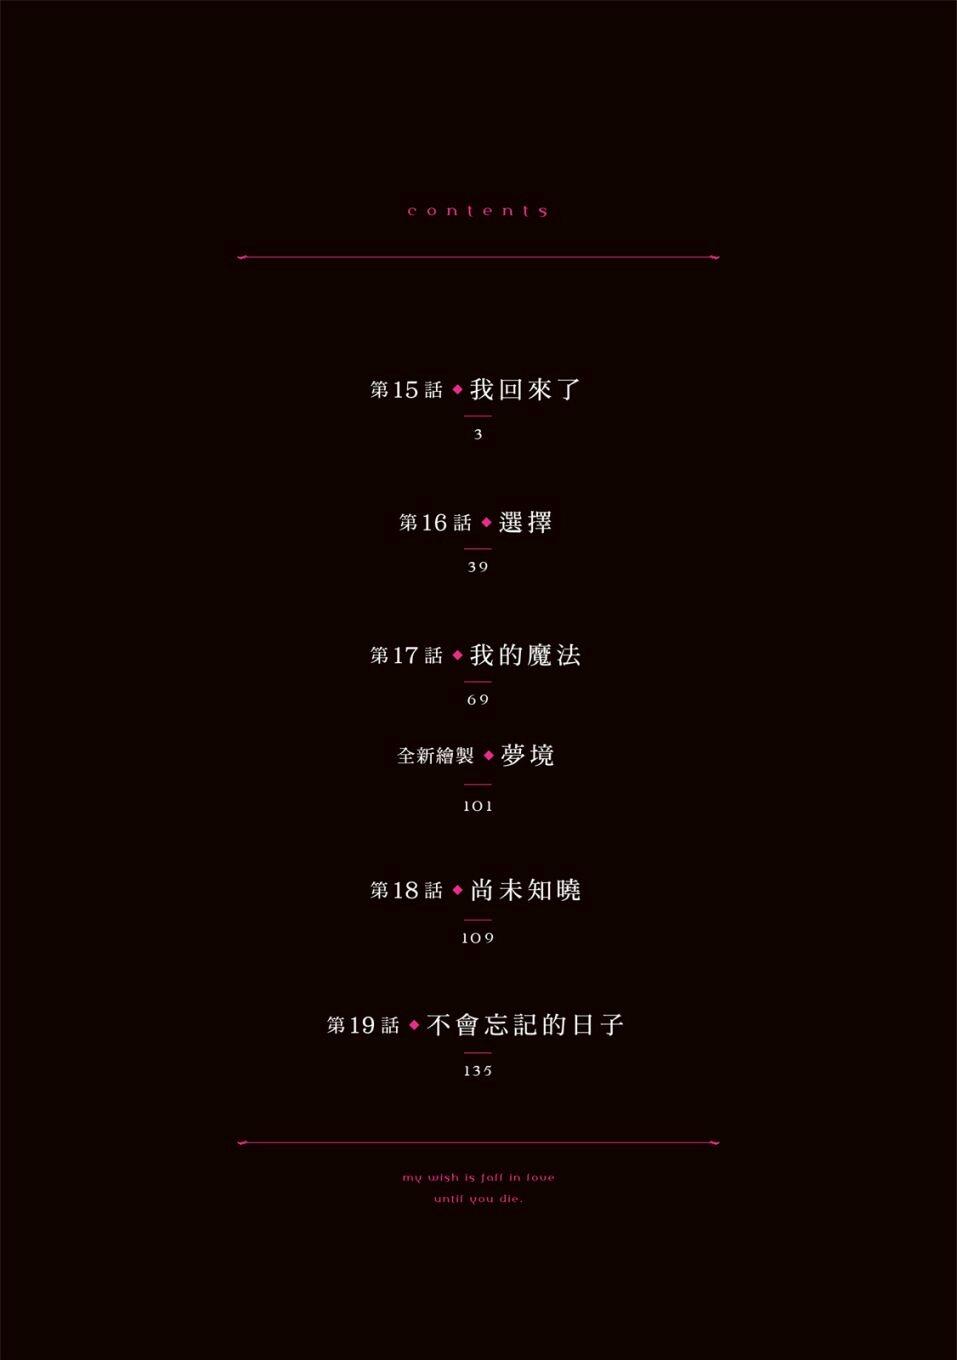 contents
第15話◆我回來了
3
第16話◆選擇
39
第17話◆我的魔法
69
全新繪製◆夢境
101
第18話◆尚未知曉
109
第19話◆不會忘記的日子
135
my wish is fall in love
until you die.